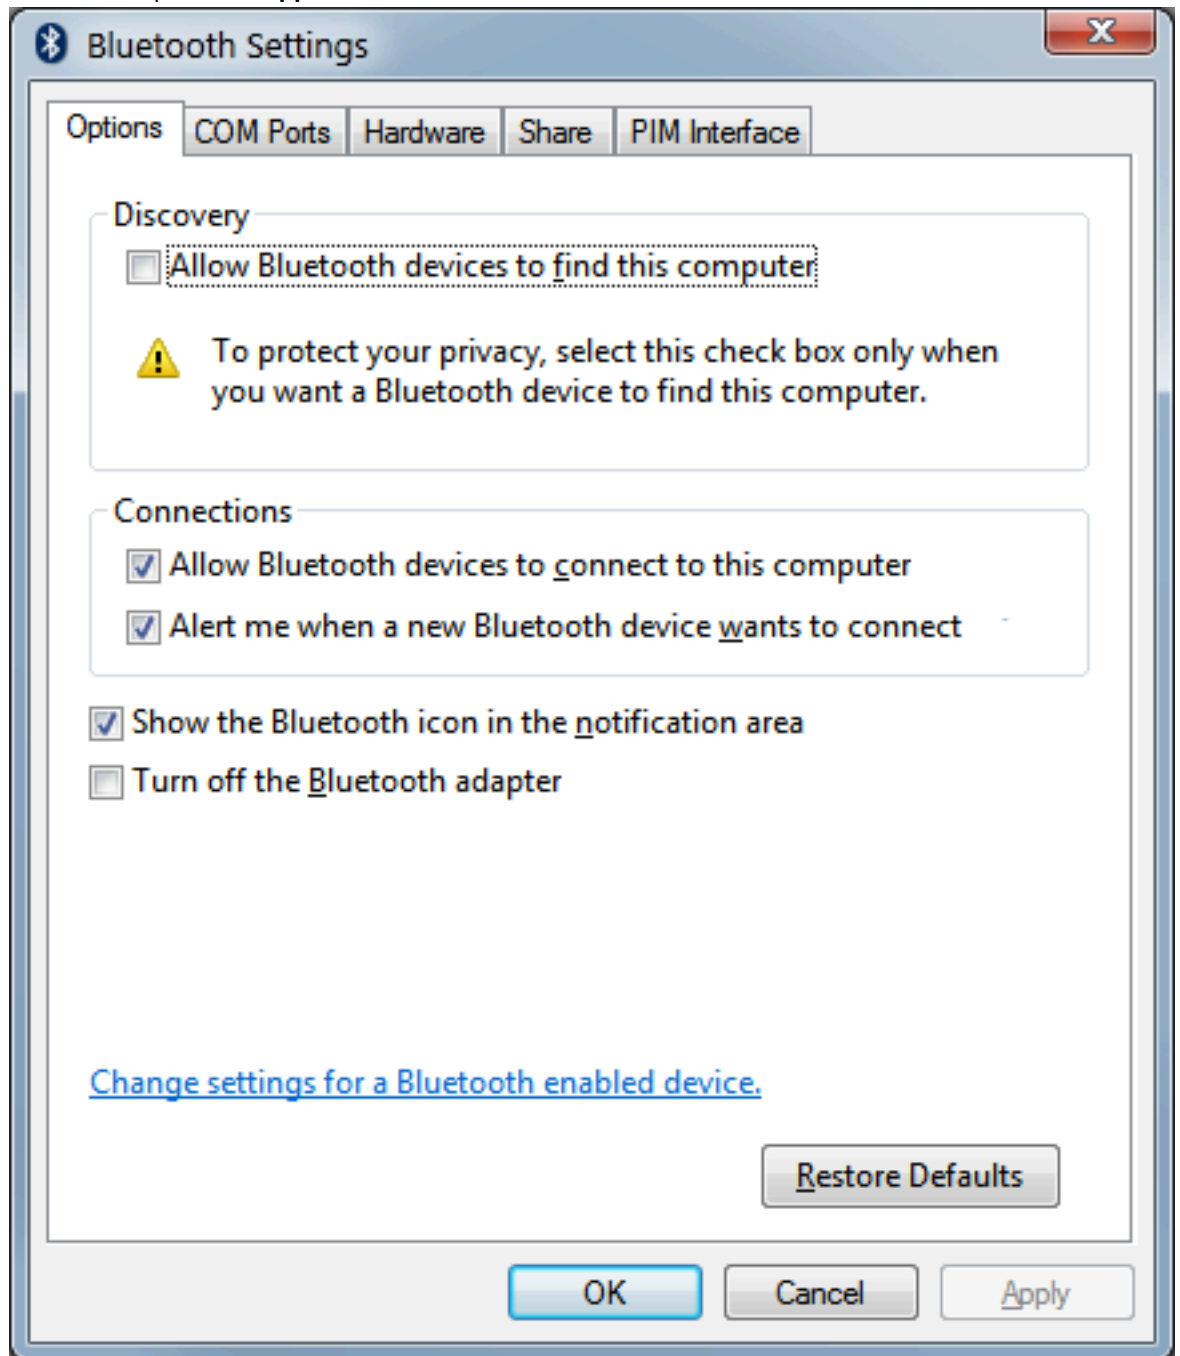 Bluetooth Settings
Options COM Ports Hardware Share PIM Interface
Discovery
Allow Bluetooth devices to find this computer
To protect your privacy, select this check box only when
you want a Bluetooth device to find this computer.
Connections
Allow Bluetooth devices to connect to this computer
Alert me when a new Bluetooth device wants to connect
Show the Bluetooth icon in the notification area
Turn off the Bluetooth adapter
Change settings for a Bluetooth enabled device.
Restore Defaults
OK Cancel Apply